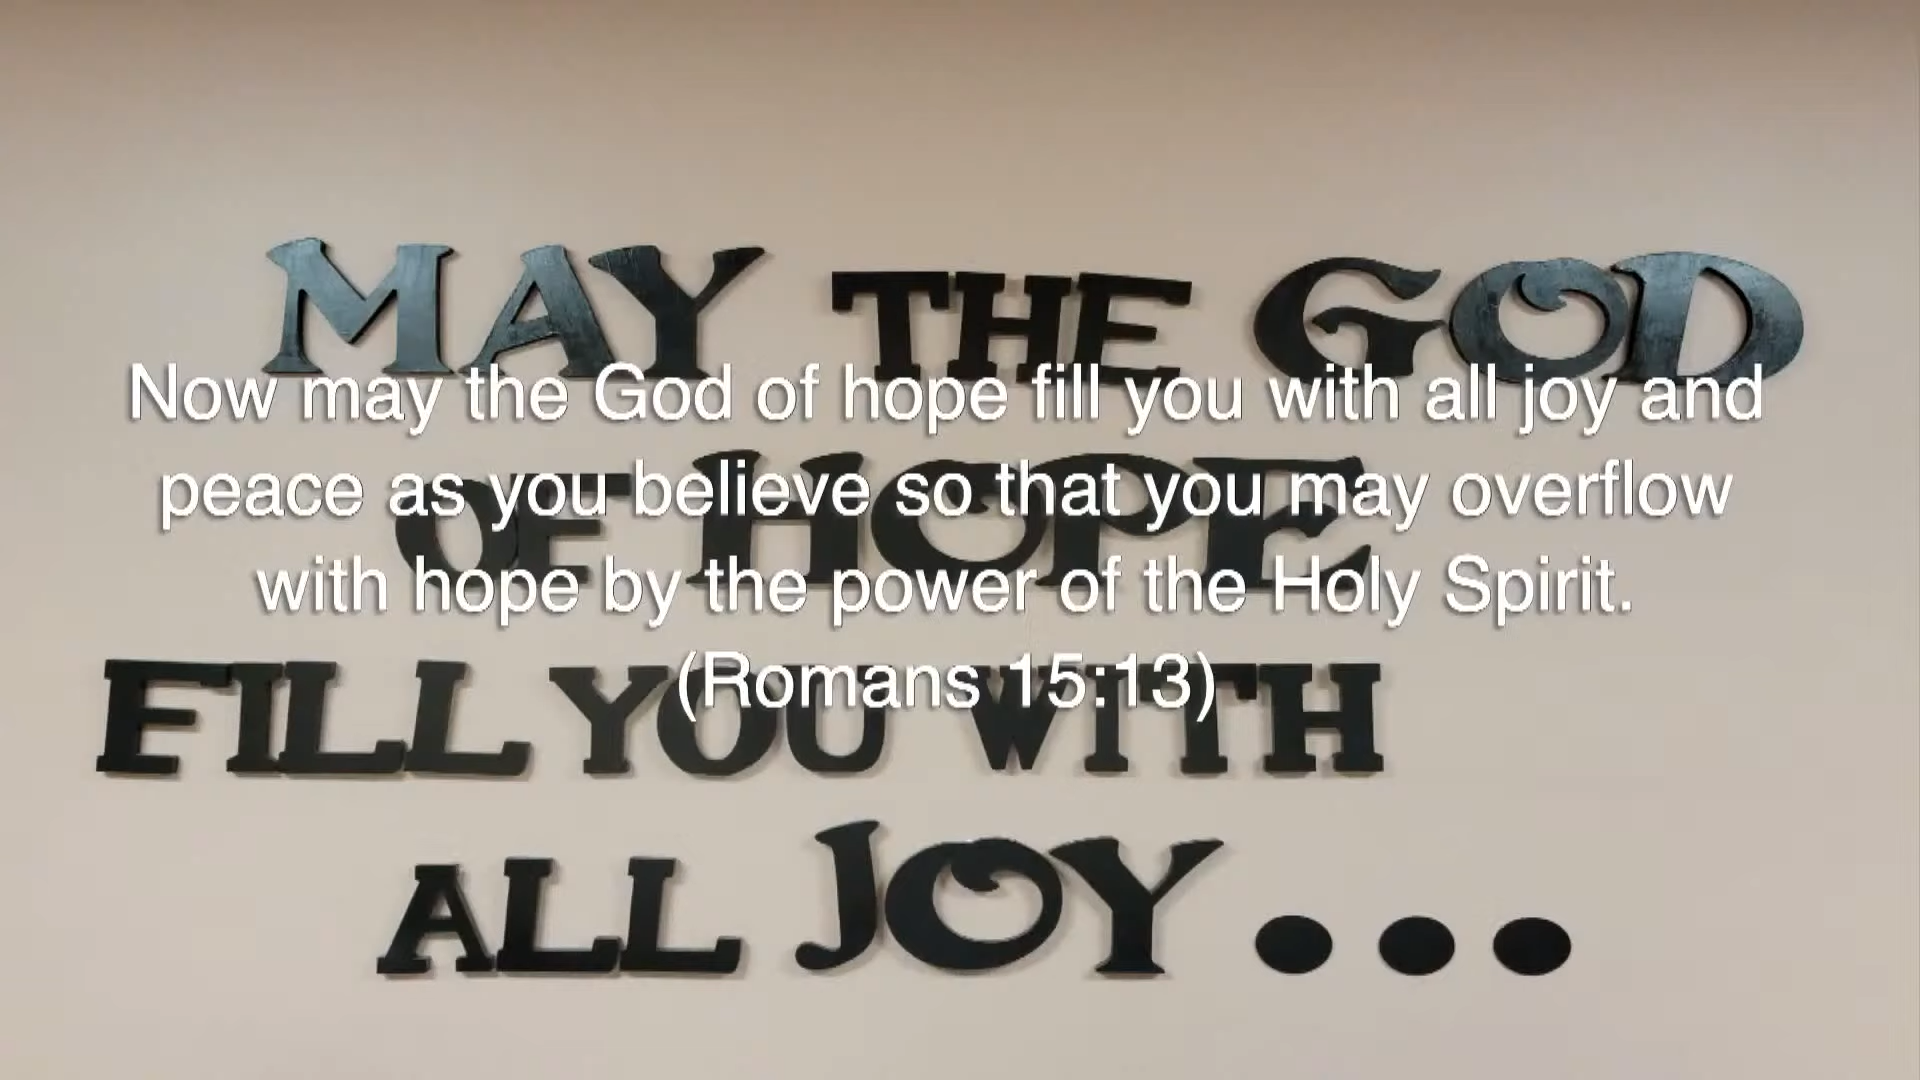 MAY THE GOD
Now may the God of hope fill you with all joy and
peace as you believe so that you may overflow
OF HOPE
with hope by the power of the Holy Spirit.
(Romans 15:13)
FILL YOU WITH
ALL JOY...